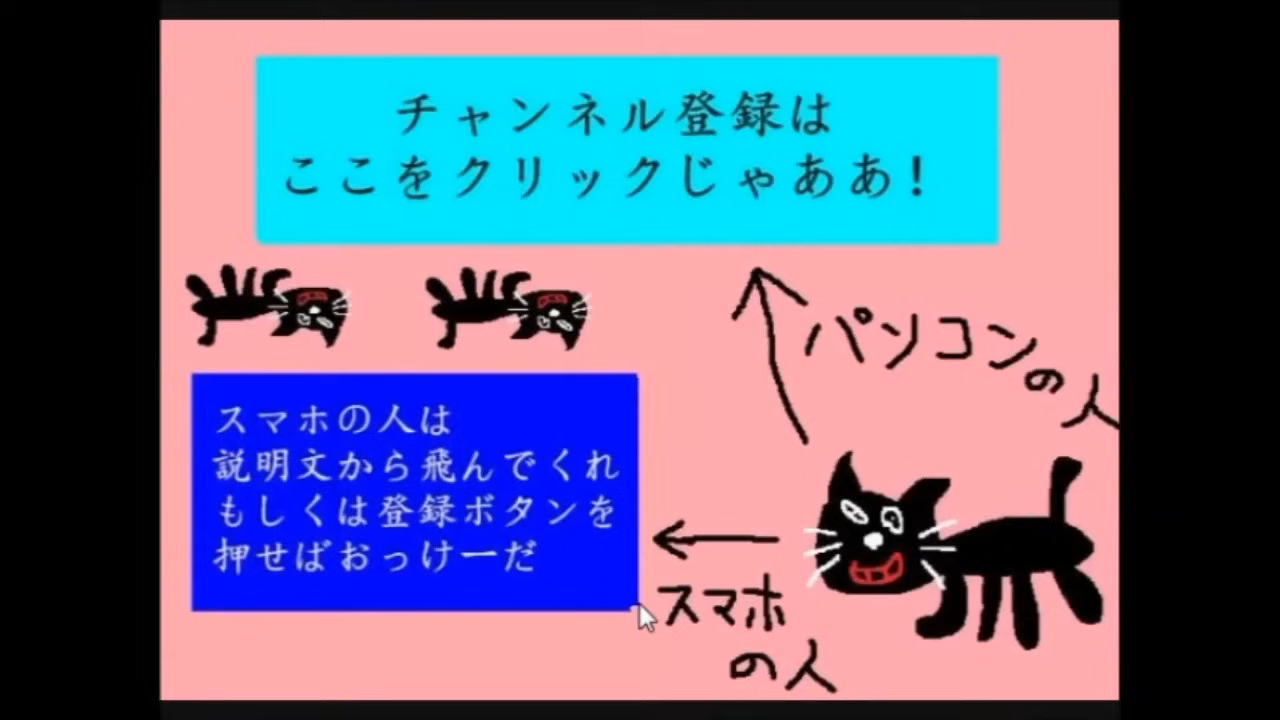 チャンネル登録は
ここをクリックじゃああ！
パソコンの人
スマホの人は
説明文から飛んでくれ
もしくは登録ボタンを
押せばおっけーだ
スマホ
の人